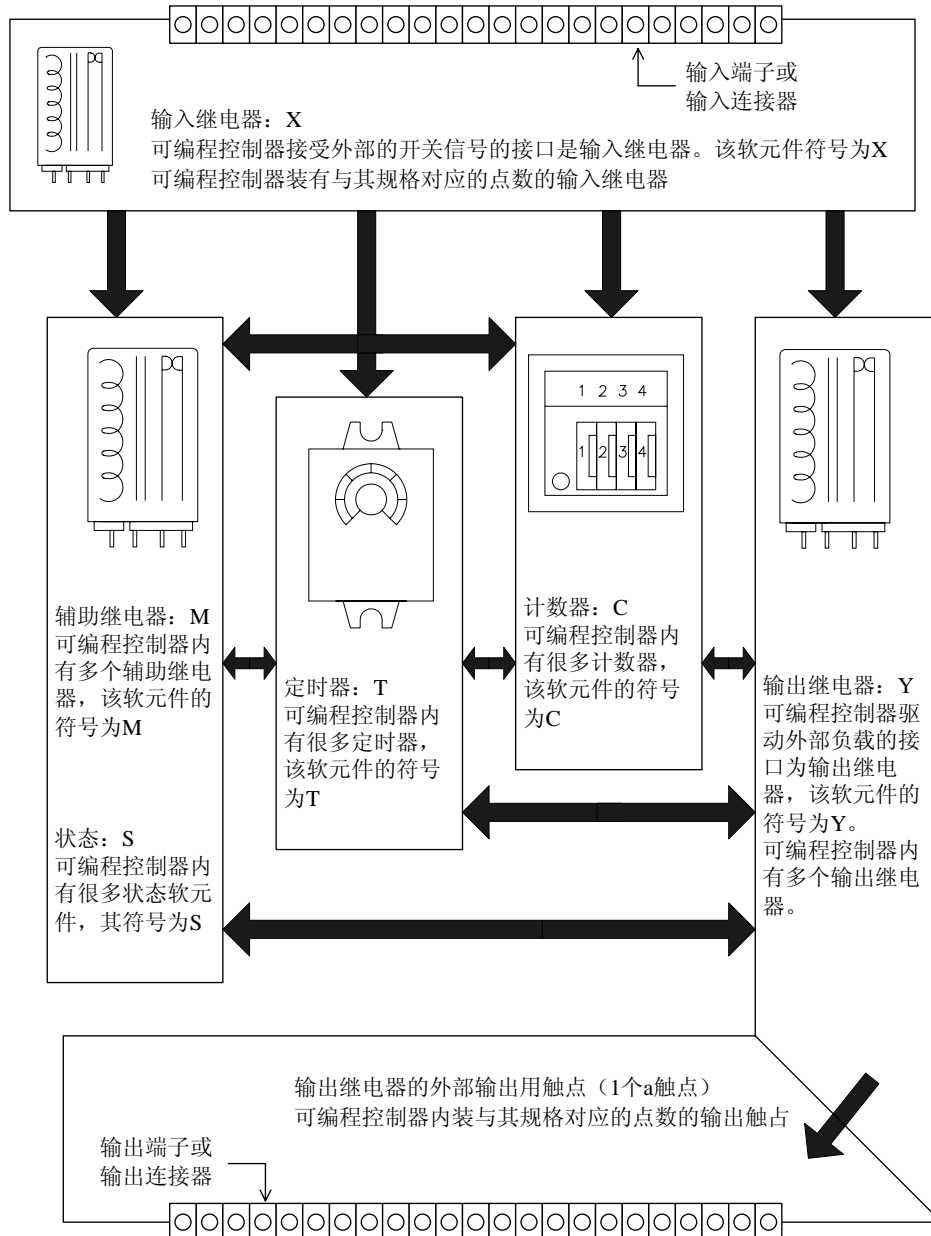 输入端子或
输入连接器
输入继电器：X
可编程控制器接受外部的开关信号的接口是输入继电器。该软元件符号为X
可编程控制器装有与其规格对应的点数的输入继电器
1 2 3 4
1 2 3 4
辅助继电器：M
可编程控制器内
有多个辅助继电
器，该软元件的
符号为M
状态：S
可编程控制器内
有很多状态软元
件，其符号为S
定时器：T
可编程控制器内
有很多定时器，
该软元件的符号
为T
计数器：C
可编程控制器内
有很多计数器，
该软元件的符号
为C
输出继电器：Y
可编程控制器驱
动外部负载的接
口为输出继电
器，该软元件的
符号为Y。
可编程控制器内
有多个输出继电
器。
输出继电器的外部输出用触点（1个a触点）
可编程控制器内装与其规格对应的点数的输出触占
输出端子或
输出连接器